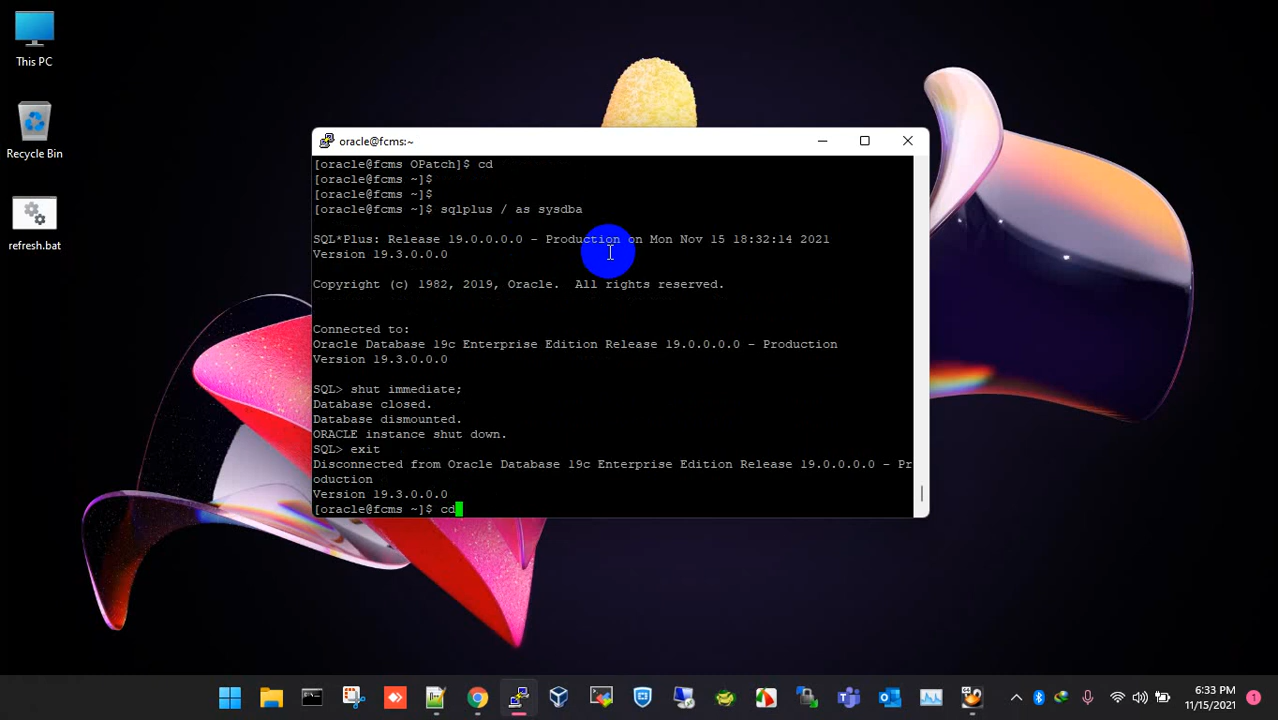 This PC
Recycle Bin
refresh.bat
oracle@fcms:~
[oracle@fcms OPatch]$ cd
[oracle@fcms ~]$
[oracle@fcms ~]$
[oracle@fcms ~]$ sqlplus / as sysdba
SQL*Plus: Release 19.0.0.0.0 - Production on Mon Nov 15 18:32:14 2021
Version 19.3.0.0.0
Copyright (c) 1982, 2019, Oracle.  All rights reserved.
Connected to:
Oracle Database 19c Enterprise Edition Release 19.0.0.0.0 - Production
Version 19.3.0.0.0
SQL> shut immediate;
Database closed.
Database dismounted.
ORACLE instance shut down.
SQL> exit
Disconnected from Oracle Database 19c Enterprise Edition Release 19.0.0.0.0 - Pr
oduction
Version 19.3.0.0.0
[oracle@fcms ~]$ cd
6:33 PM
11/15/2021
1